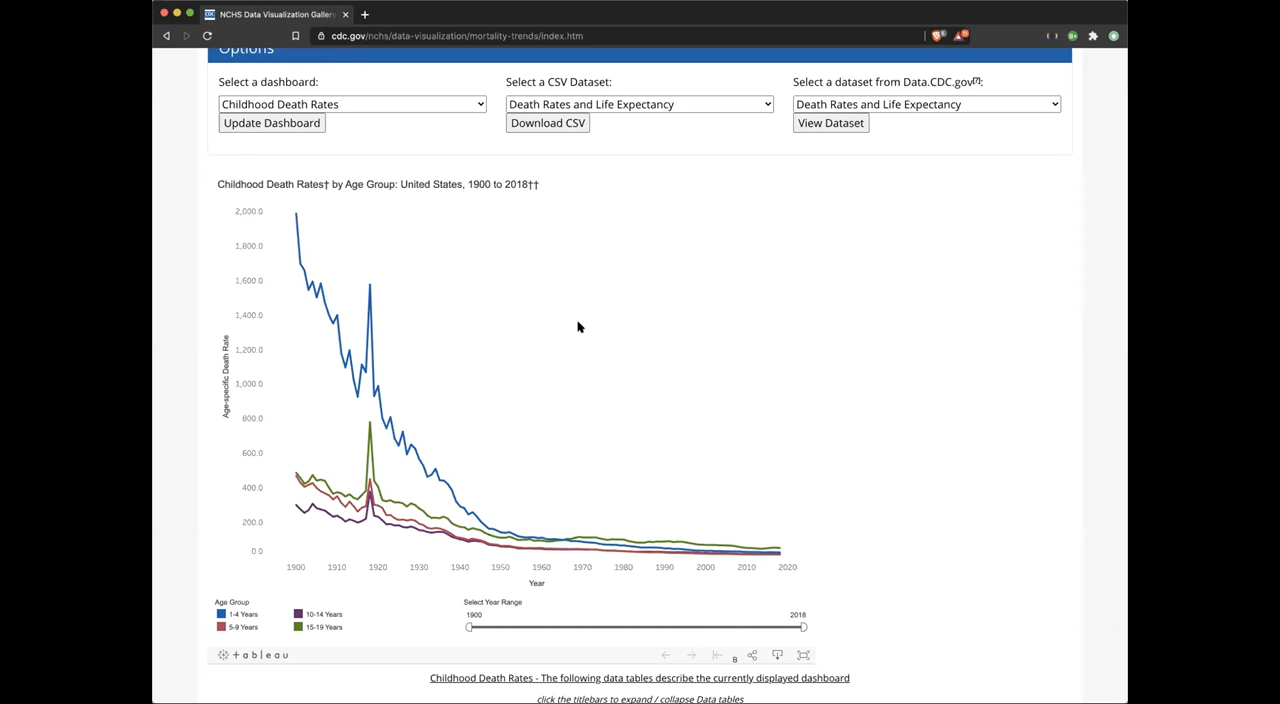 NCHS Data Visualization Gallery
cdc.gov/nchs/data-visualization/mortality-trends/index.htm
Options
Select a dashboard:
Select a CSV Dataset:
Select a dataset from Data.CDC.gov[?]:
Childhood Death Rates
Death Rates and Life Expectancy
Death Rates and Life Expectancy
Update Dashboard
Download CSV
View Dataset
Childhood Death Rates† by Age Group: United States, 1900 to 2018††
2,000.0
1,800.0
1,600.0
1,400.0
1,200.0
1,000.0
800.0
600.0
400.0
200.0
0.0
Age-specific Death Rate
1900 1910 1920 1930 1940 1950 1960 1970 1980 1990 2000 2010 2020
Year
Age Group
1-4 Years
10-14 Years
5-9 Years
15-19 Years
Select Year Range
1900
2018
+ableau
Childhood Death Rates - The following data tables describe the currently displayed dashboard
click the titlebars to expand / collapse Data tables